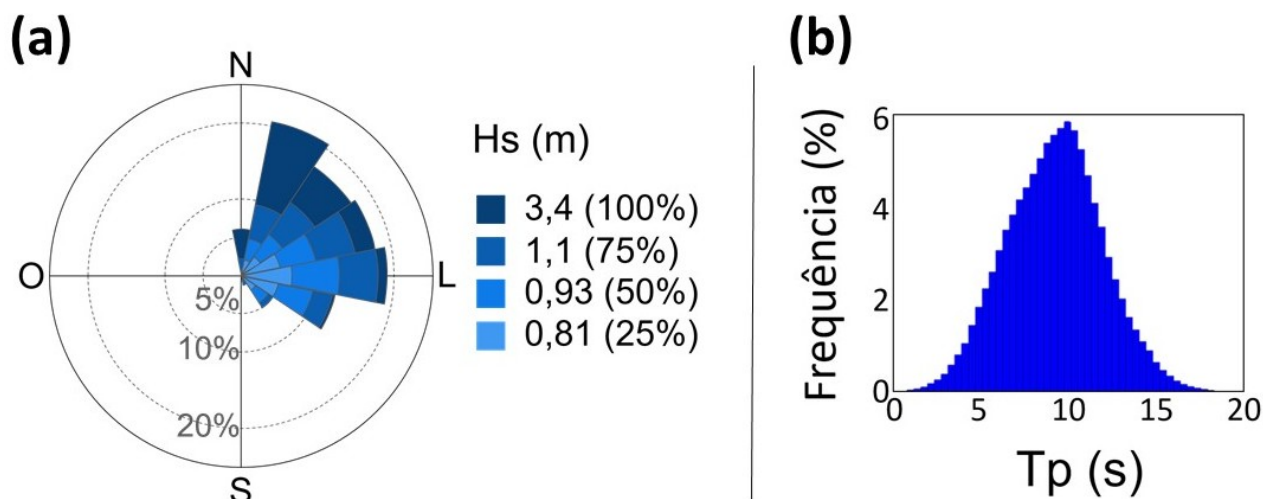 (a)
N
O
L
S
5%
10%
20%
Hs (m)
3,4 (100%)
1,1 (75%)
0,93 (50%)
0,81 (25%)
(b)
Frequência (%)
6
4
2
0
0 5 10 15 20
Tp (s)